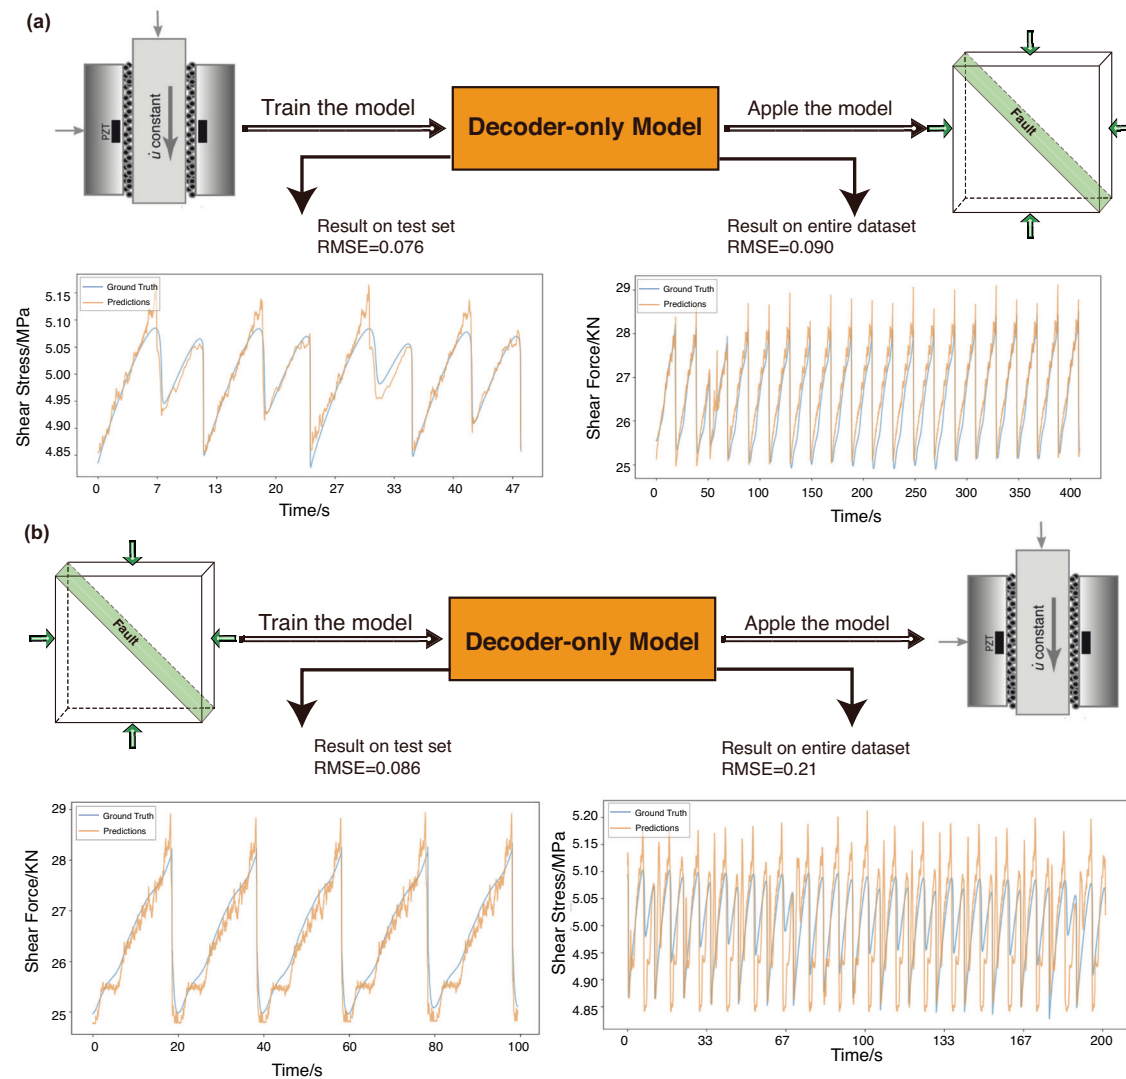 (a)
PZT
u̇ constant
Train the model
Decoder-only Model
Apple the model
Fault
Result on test set
RMSE=0.076
Result on entire dataset
RMSE=0.090
Shear Stress/MPa
5.15
5.10
5.05
5.00
4.95
4.90
4.85
Ground Truth
Predictions
0 7 13 20 27 33 40 47
Time/s
Shear Force/KN
29
28
27
26
25
Ground Truth
Predictions
0 50 100 150 200 250 300 350 400
Time/s
(b)
Fault
Train the model
Decoder-only Model
Apple the model
PZT
u̇ constant
Result on test set
RMSE=0.086
Result on entire dataset
RMSE=0.21
Shear Force/KN
29
28
27
26
25
Ground Truth
Predictions
0 20 40 60 80 100
Time/s
Shear Stress/MPa
5.20
5.15
5.10
5.05
5.00
4.95
4.90
4.85
Ground Truth
Predictions
0 33 67 100 133 167 200
Time/s